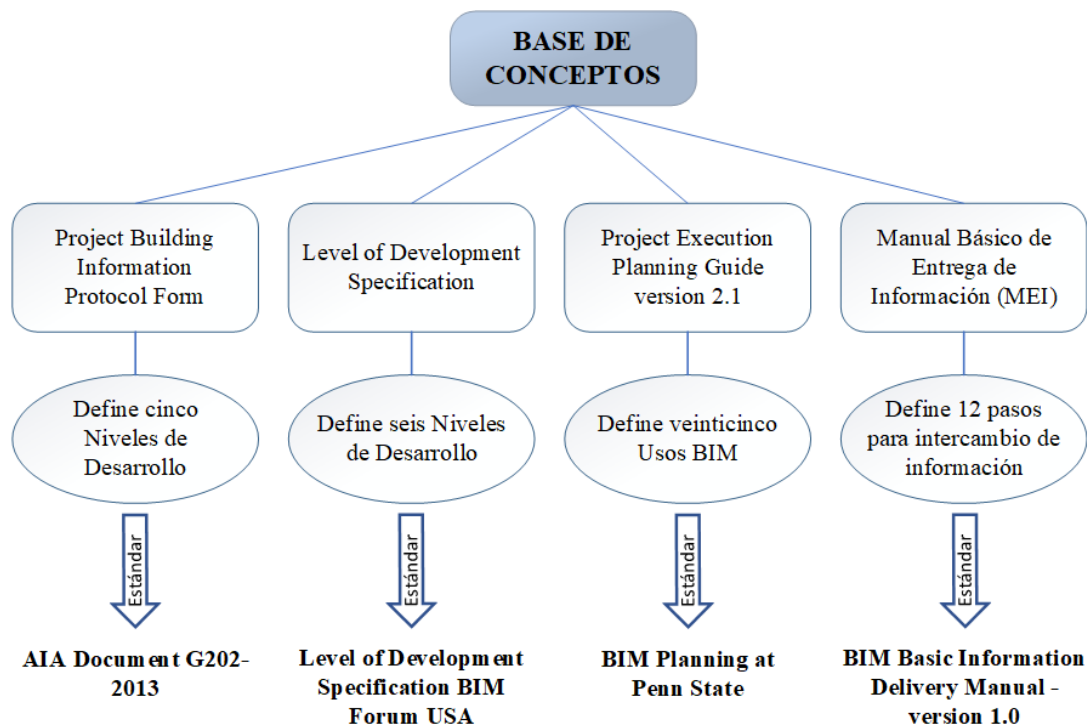 BASE DE
CONCEPTOS
Project Building
Information
Protocol Form
Level of Development
Specification
Project Execution
Planning Guide
version 2.1
Manual Básico de
Entrega de
Información (MEI)
Define cinco
Niveles de
Desarrollo
Define seis Niveles
de Desarrollo
Define veinticinco
Usos BIM
Define 12 pasos
para intercambio de
información
Estándar
Estándar
Estándar
Estándar
AIA Document G202-
2013
Level of Development
Specification BIM
Forum USA
BIM Planning at
Penn State
BIM Basic Information
Delivery Manual -
version 1.0